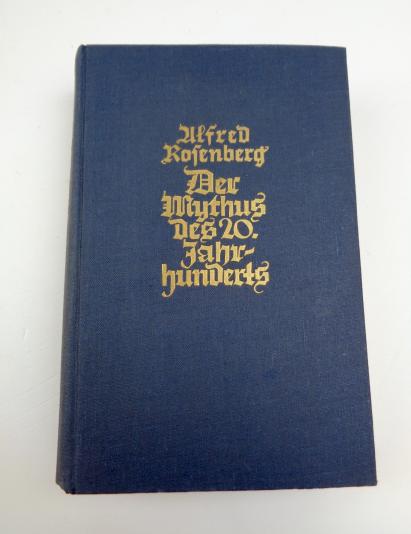 Alfred
Rosenberg
Der
Mythus
des 20.
Jahr-
hunderts